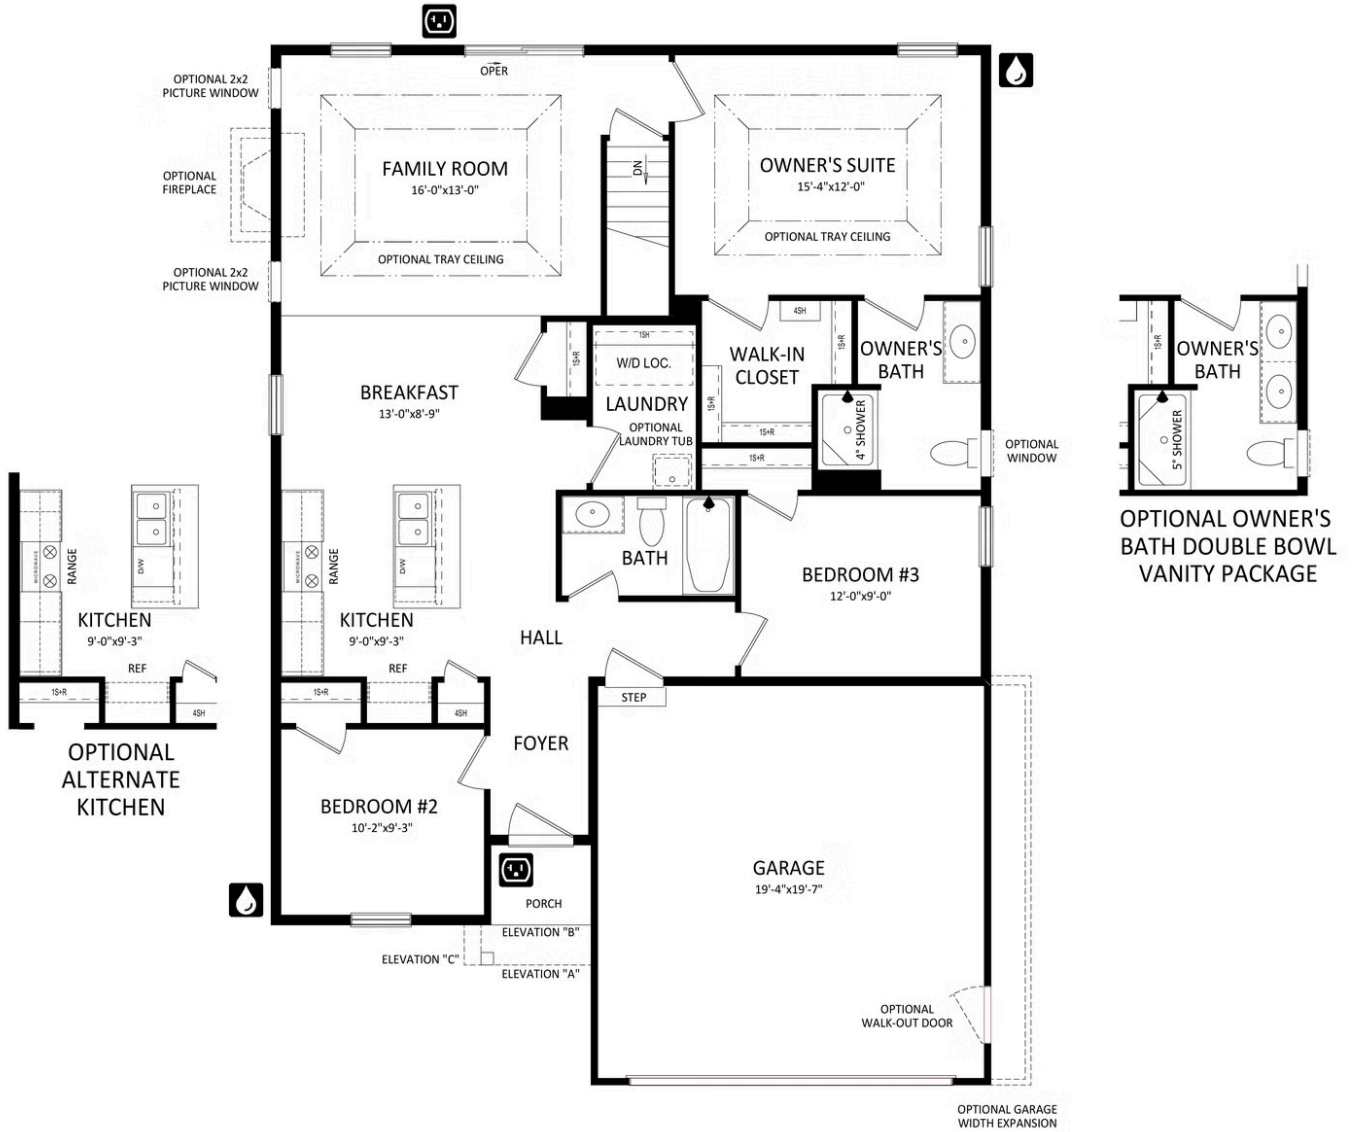 OPER
OPTIONAL 2x2
PICTURE WINDOW
FAMILY ROOM
16'-0"x13'-0"
OPTIONAL TRAY CEILING
OPTIONAL
FIREPLACE
OPTIONAL 2x2
PICTURE WINDOW
DN
OWNER'S SUITE
15'-4"x12'-0"
OPTIONAL TRAY CEILING
BREAKFAST
13'-0"x8'-9"
1S+R
1SH
W/D LOC.
LAUNDRY
OPTIONAL
LAUNDRY TUB
4SH
WALK-IN
CLOSET
1S+R
1S+R
1S+R
1S+R
OWNER'S
BATH
4° SHOWER
OPTIONAL
WINDOW
1S+R
OWNER'S
BATH
5° SHOWER
OPTIONAL OWNER'S
BATH DOUBLE BOWL
VANITY PACKAGE
MICROWAVE
RANGE
D/W
KITCHEN
9'-0"x9'-3"
REF
1S+R
4SH
OPTIONAL
ALTERNATE
KITCHEN
MICROWAVE
RANGE
D/W
KITCHEN
9'-0"x9'-3"
REF
1S+R
4SH
BATH
BEDROOM #3
12'-0"x9'-0"
HALL
STEP
FOYER
BEDROOM #2
10'-2"x9'-3"
PORCH
ELEVATION "B"
ELEVATION "C"
ELEVATION "A"
GARAGE
19'-4"x19'-7"
OPTIONAL
WALK-OUT DOOR
OPTIONAL GARAGE
WIDTH EXPANSION